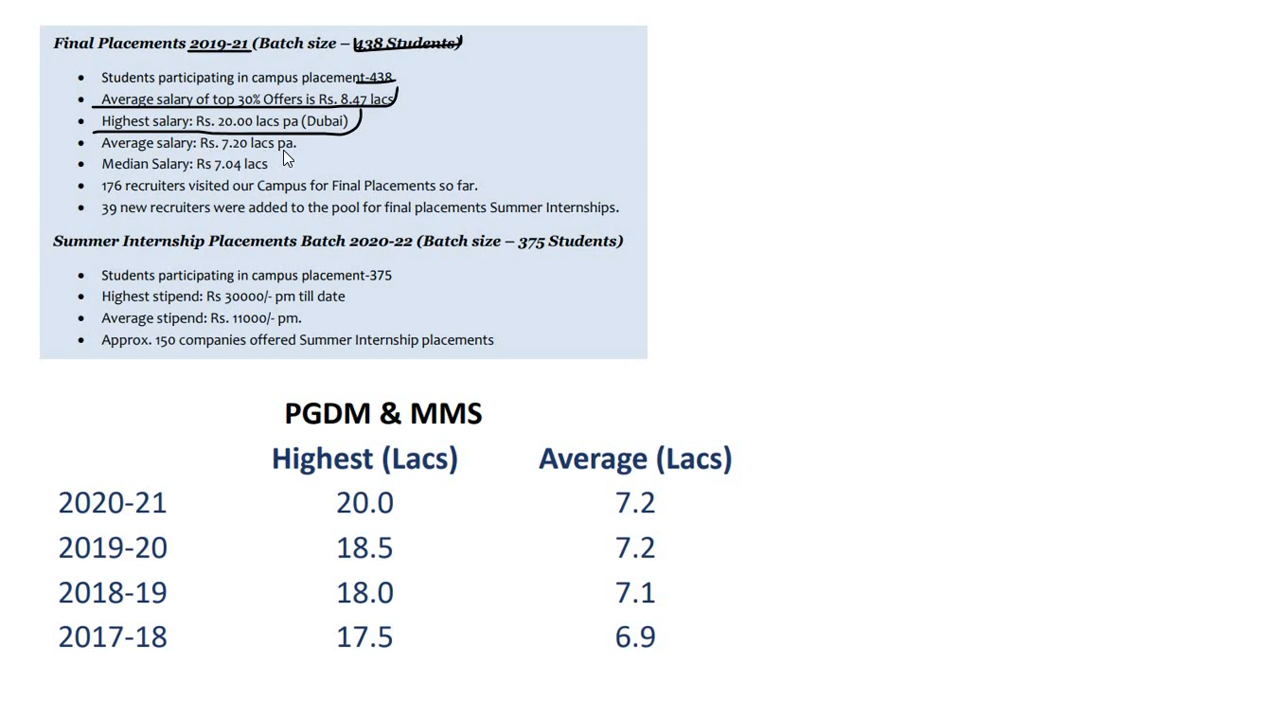 Final Placements 2019-21 (Batch size – 438 Students)
• Students participating in campus placement-438
• Average salary of top 30% Offers is Rs. 8.47 lacs
• Highest salary: Rs. 20.00 lacs pa (Dubai)
• Average salary: Rs. 7.20 lacs pa.
• Median Salary: Rs 7.04 lacs
• 176 recruiters visited our Campus for Final Placements so far.
• 39 new recruiters were added to the pool for final placements Summer Internships.
Summer Internship Placements Batch 2020-22 (Batch size – 375 Students)
• Students participating in campus placement-375
• Highest stipend: Rs 30000/- pm till date
• Average stipend: Rs. 11000/- pm.
• Approx. 150 companies offered Summer Internship placements
PGDM & MMS
Highest (Lacs) Average (Lacs)
2020-21 20.0 7.2
2019-20 18.5 7.2
2018-19 18.0 7.1
2017-18 17.5 6.9